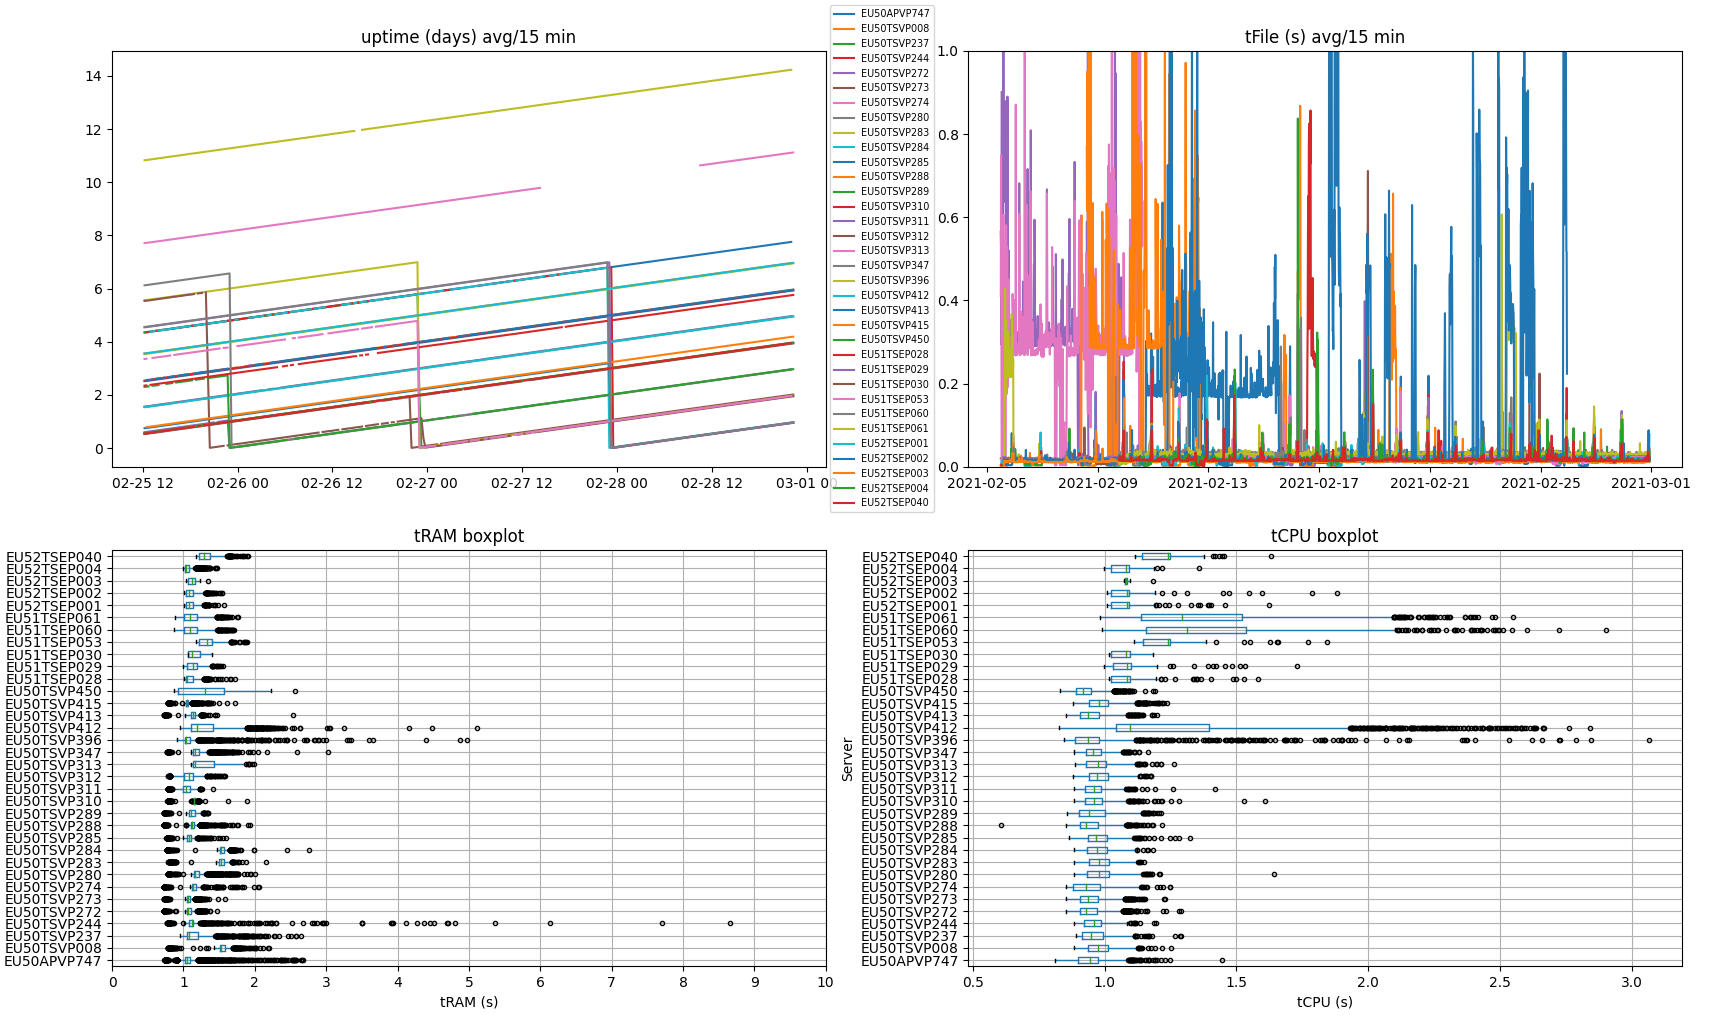 uptime (days) avg/15 min
14
12
10
8
6
4
2
0
02-25 12
02-26 00
02-26 12
02-27 00
02-27 12
02-28 00
02-28 12
03-01 0
EU50APVP747
EU50TSVP008
EU50TSVP237
EU50TSVP244
EU50TSVP272
EU50TSVP273
EU50TSVP274
EU50TSVP280
EU50TSVP283
EU50TSVP284
EU50TSVP285
EU50TSVP288
EU50TSVP289
EU50TSVP310
EU50TSVP311
EU50TSVP312
EU50TSVP313
EU50TSVP347
EU50TSVP396
EU50TSVP412
EU50TSVP413
EU50TSVP415
EU50TSVP450
EU51TSEP028
EU51TSEP029
EU51TSEP030
EU51TSEP053
EU51TSEP060
EU51TSEP061
EU52TSEP001
EU52TSEP002
EU52TSEP003
EU52TSEP004
EU52TSEP040
tFile (s) avg/15 min
1.0
0.8
0.6
0.4
0.2
0.0
2021-02-05
2021-02-09
2021-02-13
2021-02-17
2021-02-21
2021-02-25
2021-03-01
tRAM boxplot
EU52TSEP040
EU52TSEP004
EU52TSEP003
EU52TSEP002
EU52TSEP001
EU51TSEP061
EU51TSEP060
EU51TSEP053
EU51TSEP030
EU51TSEP029
EU51TSEP028
EU50TSVP450
EU50TSVP415
EU50TSVP413
EU50TSVP412
EU50TSVP396
EU50TSVP347
EU50TSVP313
EU50TSVP312
EU50TSVP311
EU50TSVP310
EU50TSVP289
EU50TSVP288
EU50TSVP285
EU50TSVP284
EU50TSVP283
EU50TSVP280
EU50TSVP274
EU50TSVP273
EU50TSVP272
EU50TSVP244
EU50TSVP237
EU50TSVP008
EU50APVP747
0 1 2 3 4 5 6 7 8 9 10
tRAM (s)
tCPU boxplot
Server
EU52TSEP040
EU52TSEP004
EU52TSEP003
EU52TSEP002
EU52TSEP001
EU51TSEP061
EU51TSEP060
EU51TSEP053
EU51TSEP030
EU51TSEP029
EU51TSEP028
EU50TSVP450
EU50TSVP415
EU50TSVP413
EU50TSVP412
EU50TSVP396
EU50TSVP347
EU50TSVP313
EU50TSVP312
EU50TSVP311
EU50TSVP310
EU50TSVP289
EU50TSVP288
EU50TSVP285
EU50TSVP284
EU50TSVP283
EU50TSVP280
EU50TSVP274
EU50TSVP273
EU50TSVP272
EU50TSVP244
EU50TSVP237
EU50TSVP008
EU50APVP747
0.5 1.0 1.5 2.0 2.5 3.0
tCPU (s)